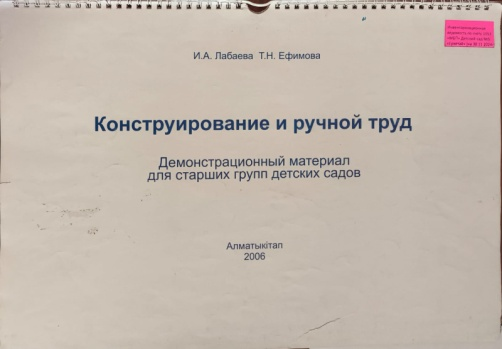 И.А. Лабаева Т.Н. Ефимова
Конструирование и ручной труд
Демонстрационный материал
для старших групп детских садов
Алматыкітап
2006